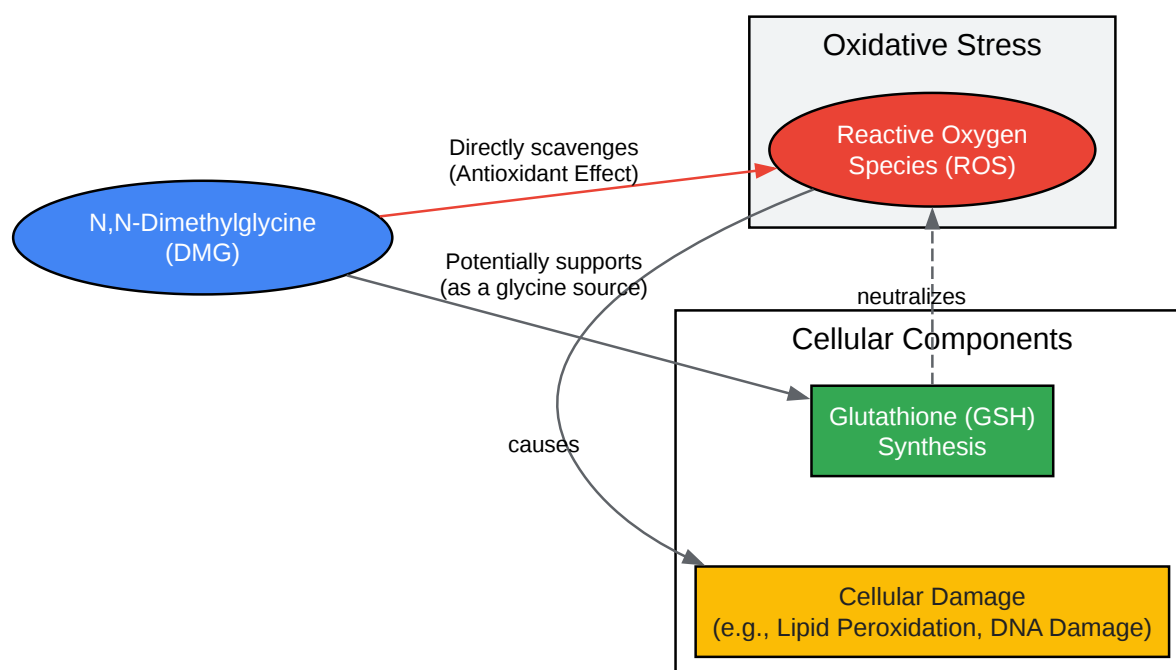 Oxidative Stress
Reactive Oxygen
Species (ROS)
Directly scavenges
(Antioxidant Effect)
N,N-Dimethylglycine
(DMG)
Potentially supports
(as a glycine source)
neutralizes
Cellular Components
Glutathione (GSH)
Synthesis
causes
Cellular Damage
(e.g., Lipid Peroxidation, DNA Damage)